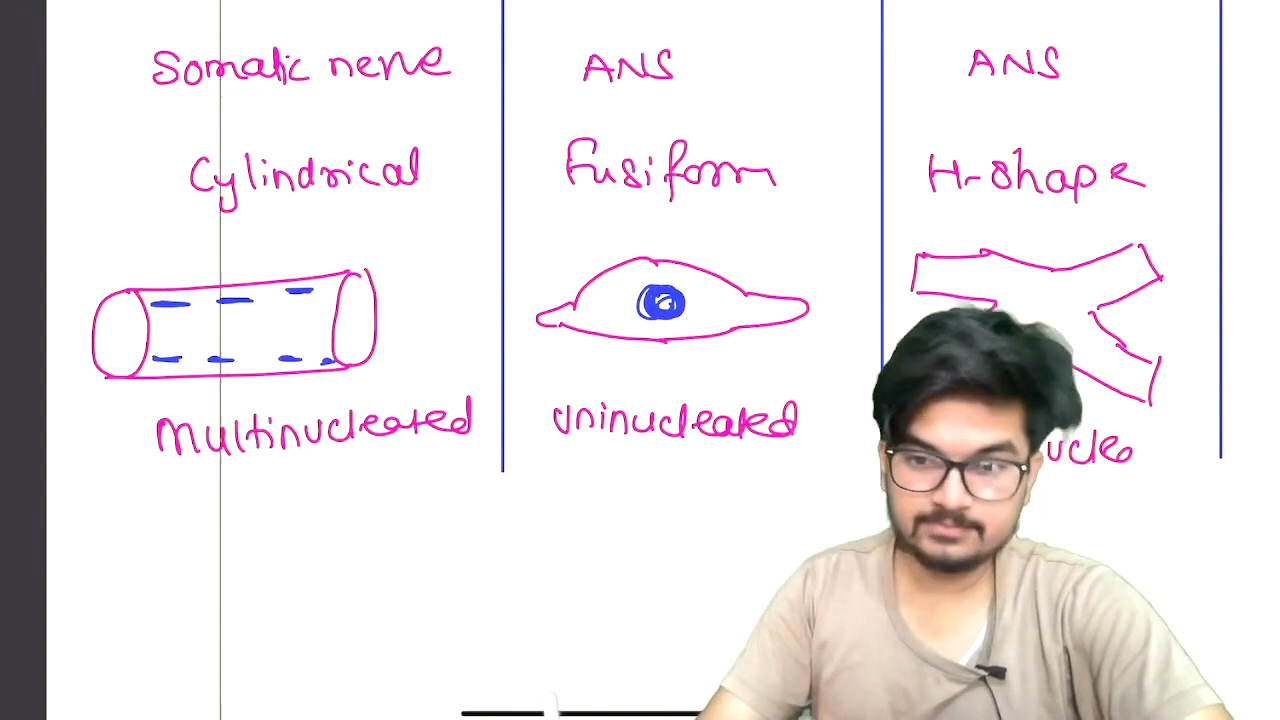 Somatic nerve
ANS
ANS
Cylindrical
Fusiform
H-shape
Multinucleated
Uninucleated